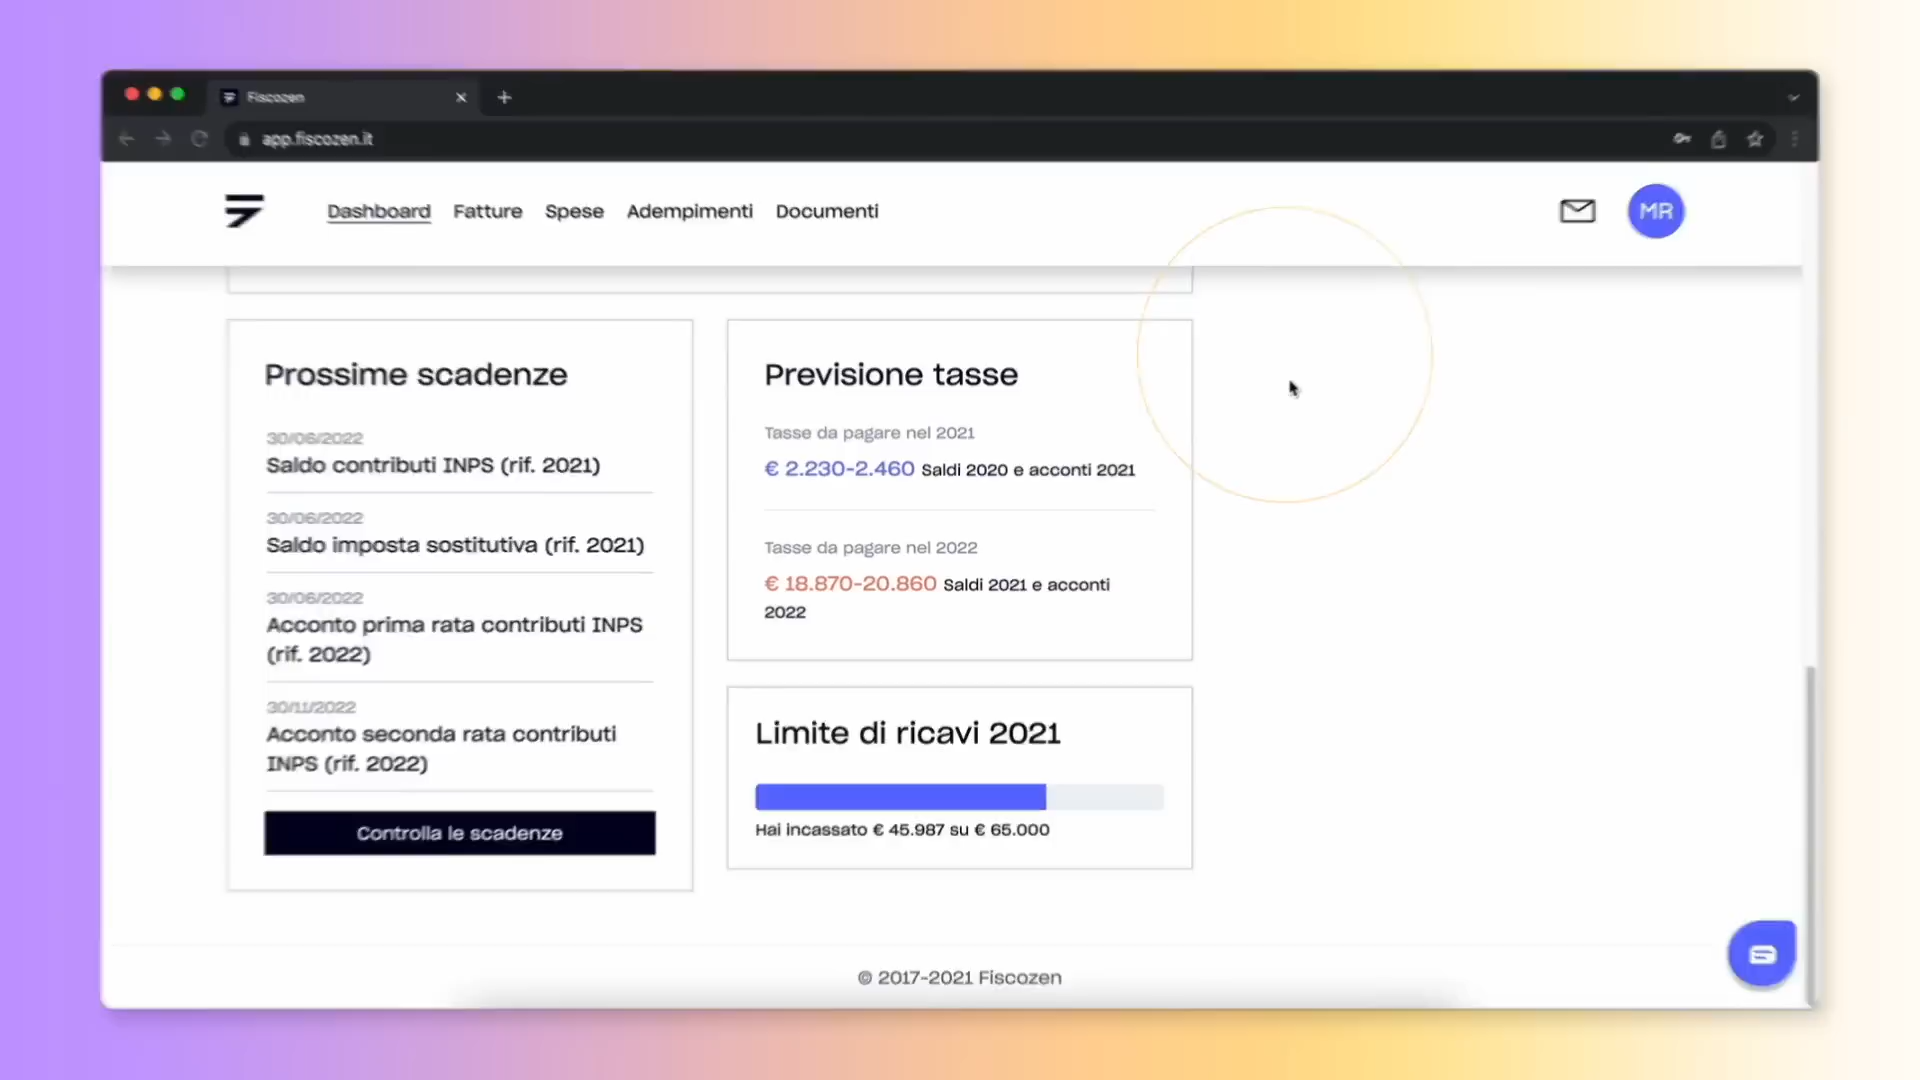 Fiscozen
app.fiscozen.it
Dashboard Fatture Spese Adempimenti Documenti
MR
Prossime scadenze
30/06/2022
Saldo contributi INPS (rif. 2021)
30/06/2022
Saldo imposta sostitutiva (rif. 2021)
30/06/2022
Acconto prima rata contributi INPS
(rif. 2022)
30/11/2022
Acconto seconda rata contributi
INPS (rif. 2022)
Controlla le scadenze
Previsione tasse
Tasse da pagare nel 2021
€ 2.230-2.460 Saldi 2020 e acconti 2021
Tasse da pagare nel 2022
€ 18.870-20.860 Saldi 2021 e acconti
2022
Limite di ricavi 2021
Hai incassato € 45.987 su € 65.000
© 2017-2021 Fiscozen